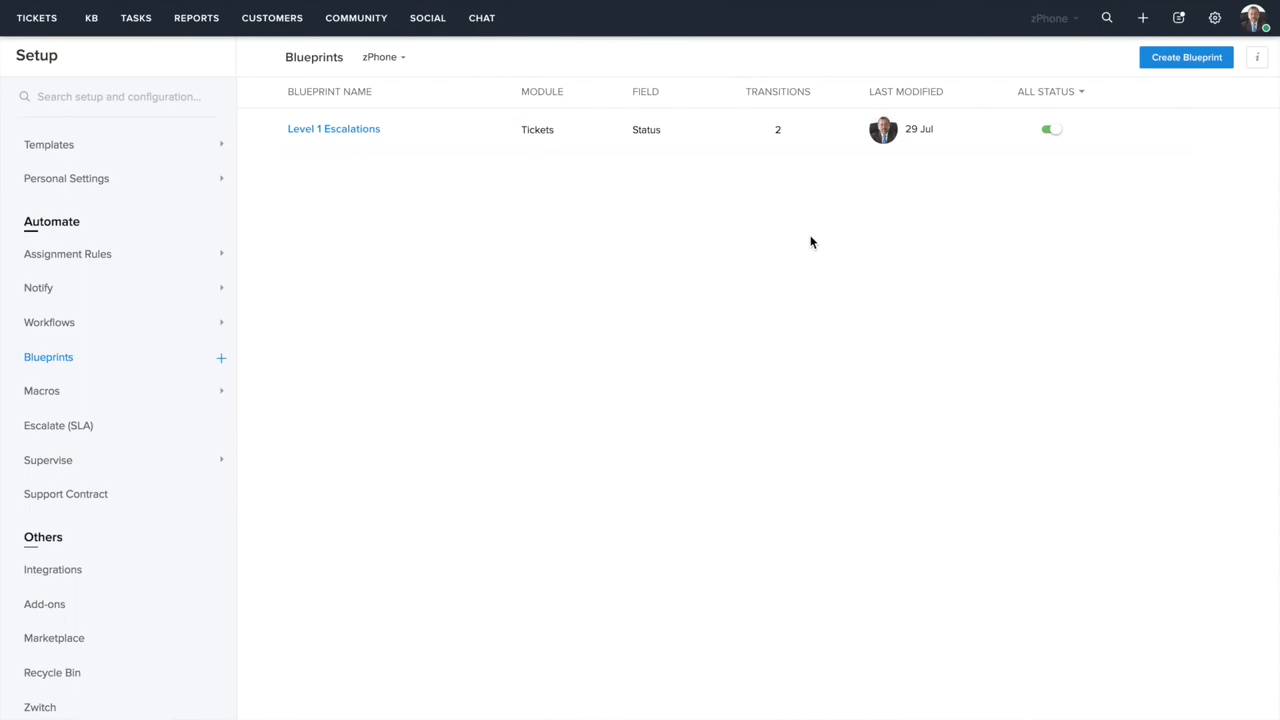 TICKETS KB TASKS REPORTS CUSTOMERS COMMUNITY SOCIAL CHAT zPhone
Setup
Blueprints zPhone Create Blueprint i
Search setup and configuration...
BLUEPRINT NAME MODULE FIELD TRANSITIONS LAST MODIFIED ALL STATUS
Level 1 Escalations Tickets Status 2 29 Jul
Templates
Personal Settings
Automate
Assignment Rules
Notify
Workflows
Blueprints
Macros
Escalate (SLA)
Supervise
Support Contract
Others
Integrations
Add-ons
Marketplace
Recycle Bin
Zwitch